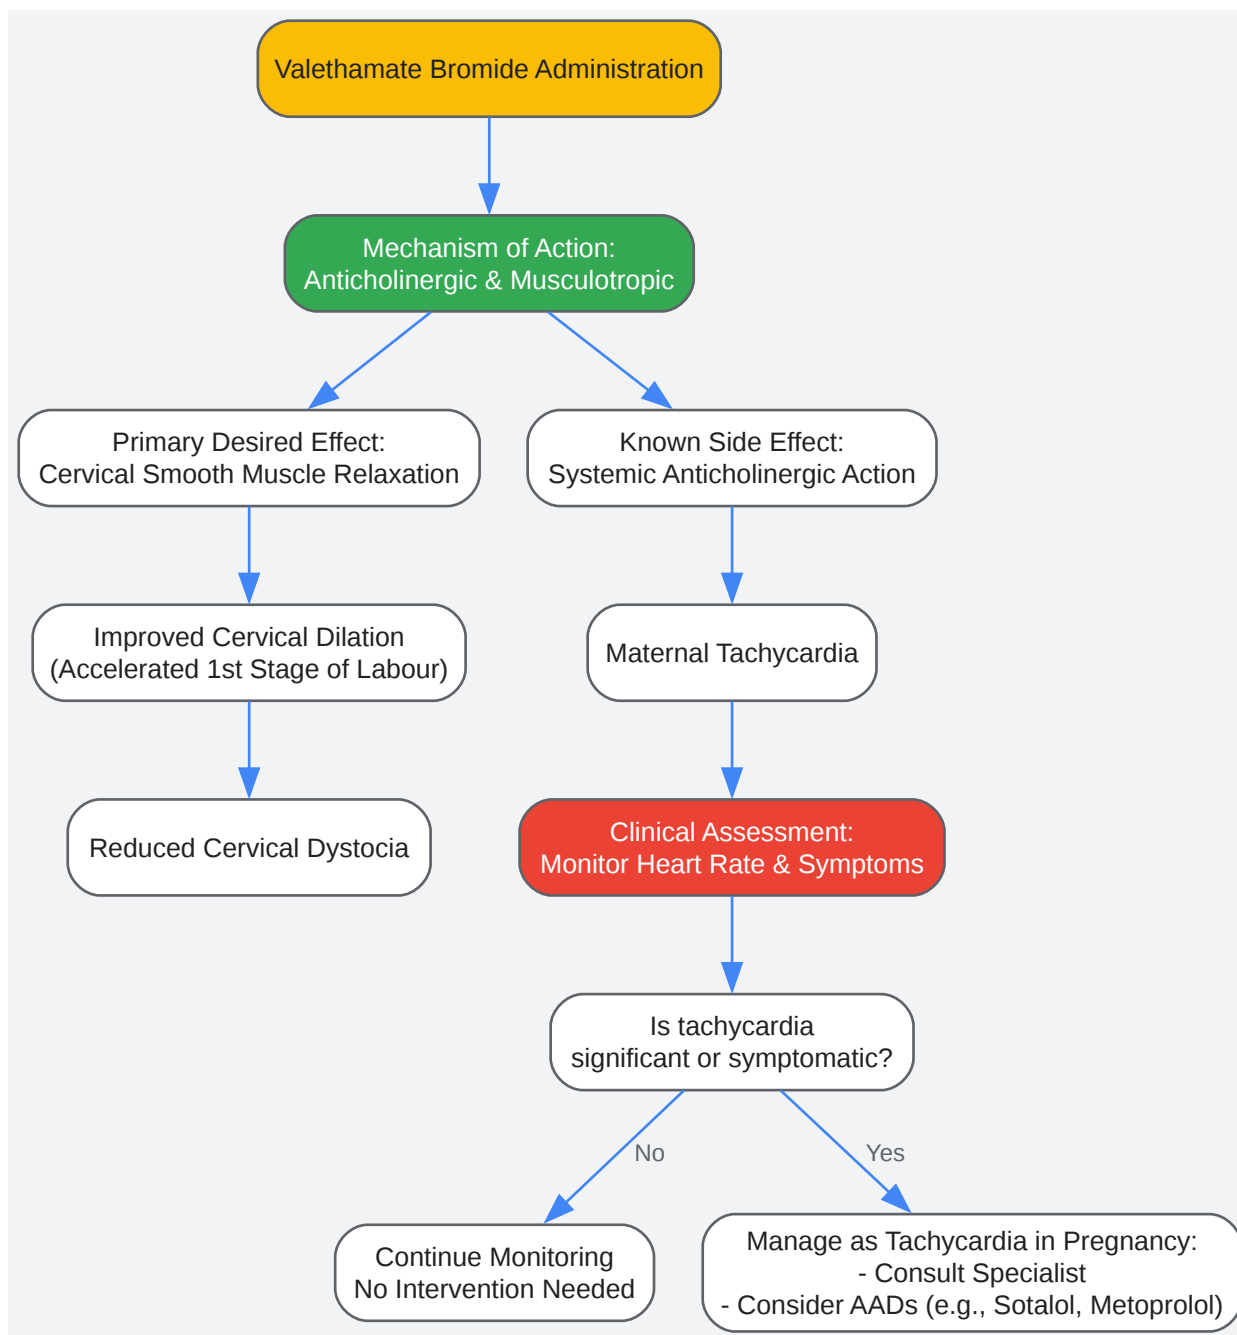 Valethamate Bromide Administration
Mechanism of Action:
Anticholinergic & Musculotropic
Primary Desired Effect:
Cervical Smooth Muscle Relaxation
Known Side Effect:
Systemic Anticholinergic Action
Improved Cervical Dilation
(Accelerated 1st Stage of Labour)
Maternal Tachycardia
Reduced Cervical Dystocia
Clinical Assessment:
Monitor Heart Rate & Symptoms
Is tachycardia
significant or symptomatic?
No
Yes
Continue Monitoring
No Intervention Needed
Manage as Tachycardia in Pregnancy:
- Consult Specialist
- Consider AADs (e.g., Sotalol, Metoprolol)